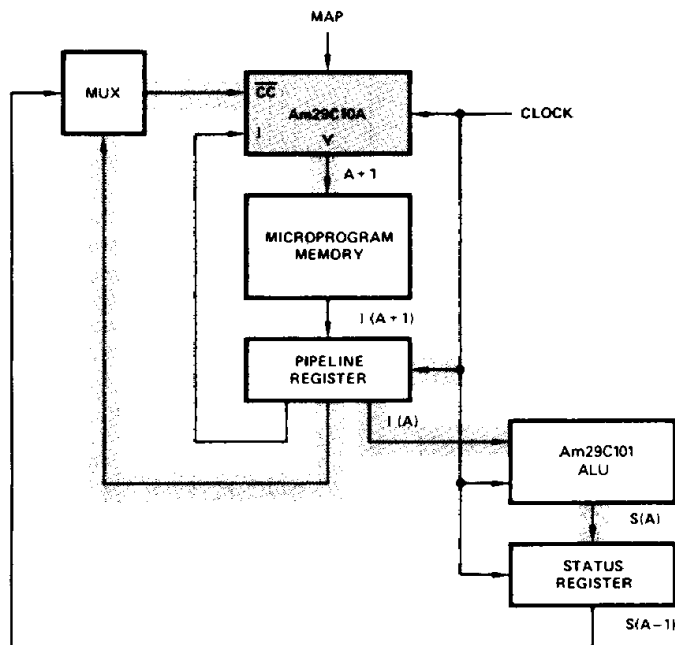 MAP
MUX
CC
Am29C10A
I
Y
CLOCK
A + 1
MICROPROGRAM
MEMORY
I (A + 1)
PIPELINE
REGISTER
I (A)
Am29C101
ALU
S(A)
STATUS
REGISTER
S(A−1)